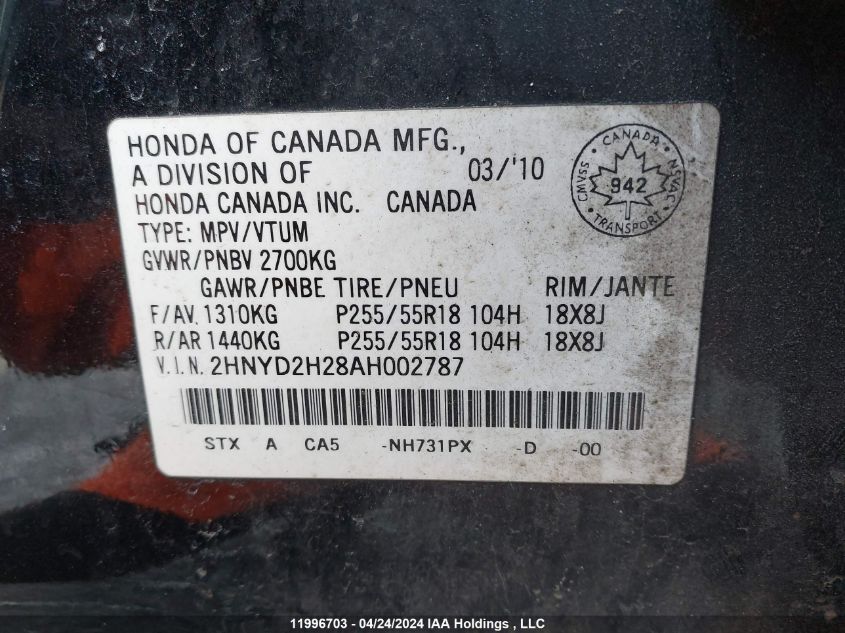 HONDA OF CANADA MFG.,
A DIVISION OF 03/'10
HONDA CANADA INC. CANADA
TYPE: MPV/VTUM
GVWR/PNBV 2700KG
GAWR/PNBE TIRE/PNEU RIM/JANTE
F/AV. 1310KG P255/55R18 104H 18X8J
R/AR 1440KG P255/55R18 104H 18X8J
V.I.N. 2HNYD2H28AH002787
STX A CA5 -NH731PX -D -00
CANADA
CMVSS 942 NSVAC
TRANSPORT
11996703 - 04/24/2024 IAA Holdings , LLC